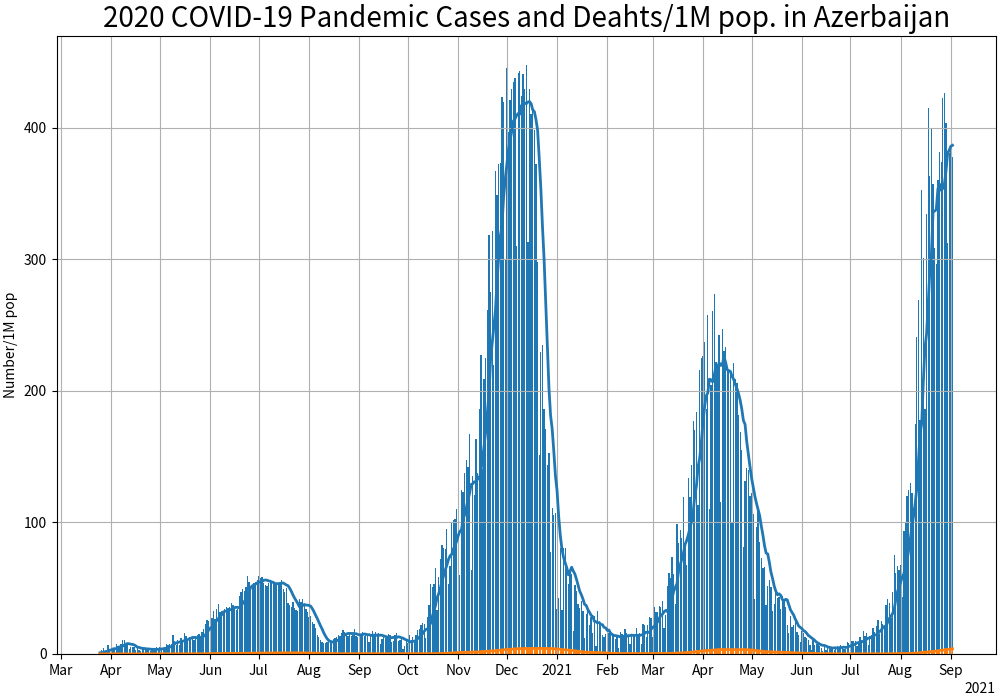 2020 COVID-19 Pandemic Cases and Deahts/1M pop. in Azerbaijan
Number/1M pop
400
300
200
100
0
Mar Apr May Jun Jul Aug Sep Oct Nov Dec 2021 Feb Mar Apr May Jun Jul Aug Sep
2021